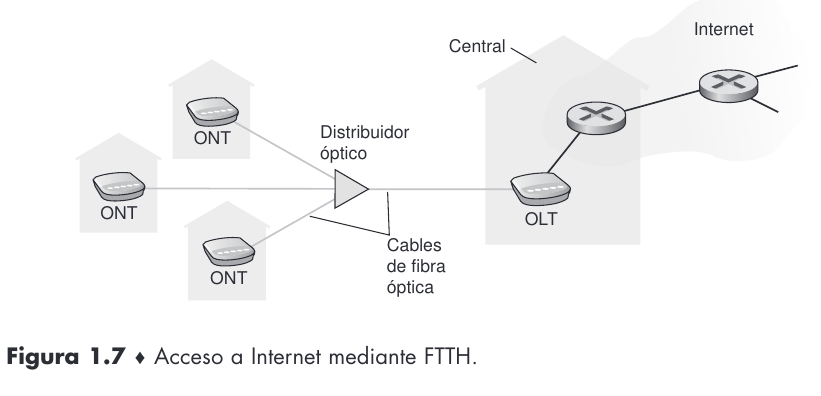 Internet
Central
Distribuidor
óptico
ONT
ONT
ONT
OLT
Cables
de fibra
óptica
Figura 1.7 ♦ Acceso a Internet mediante FTTH.